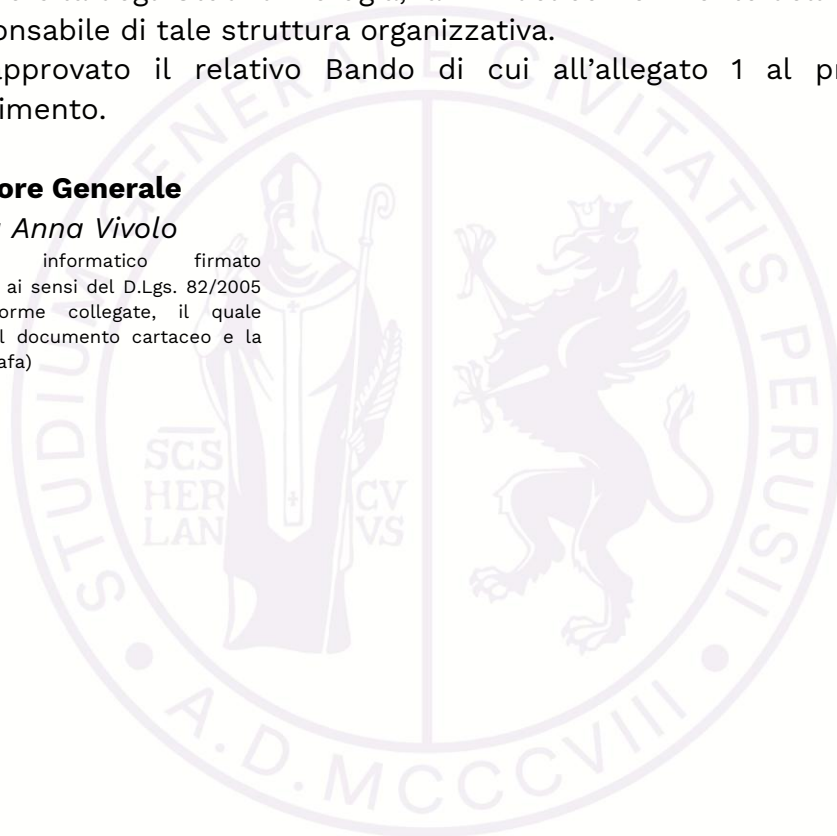 onsabile di tale struttura organizzativa.
approvato il relativo Bando di cui all’allegato 1 al
imento.
ore Generale
Anna Vivolo
informatico firmato
ai sensi del D.Lgs. 82/2005
orme collegate, il quale
l documento cartaceo e la
afa)
STUDIUM GENERALE CIVITATIS PERUSII
SCS
HER
LAN
CV
VS
A.D. MCCCVIII